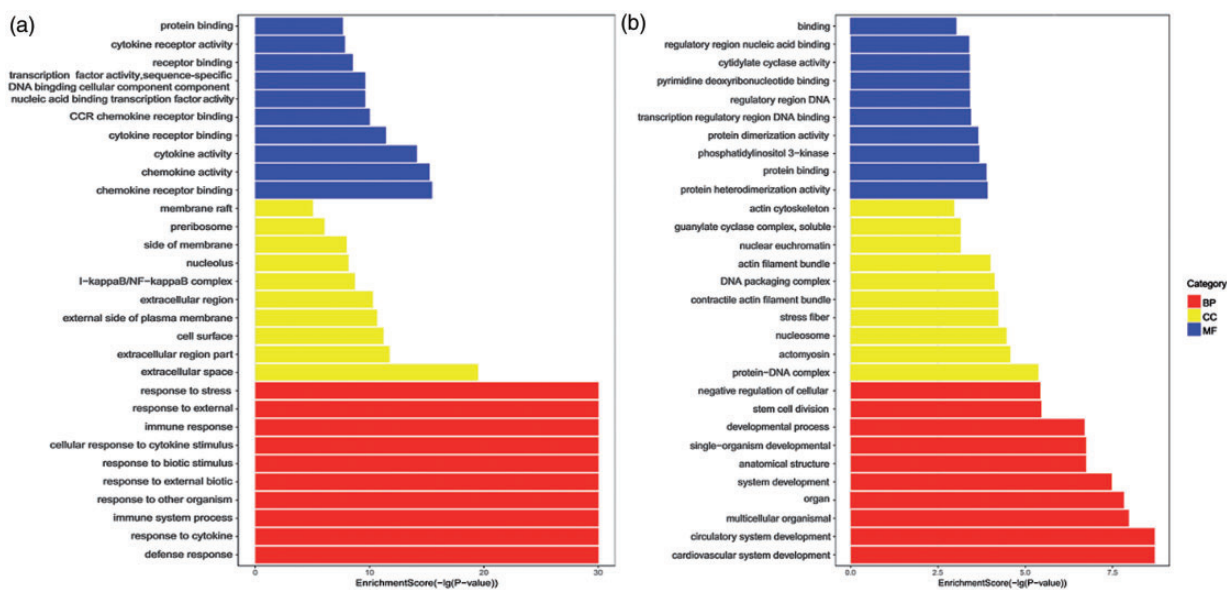 (a)
protein binding
cytokine receptor activity
receptor binding
transcription factor activity,sequence-specific
DNA bingding cellular component component
nucleic acid binding transcription factor activity
CCR chemokine receptor binding
cytokine receptor binding
cytokine activity
chemokine activity
chemokine receptor binding
membrane raft
preribosome
side of membrane
nucleolus
I-kappaB/NF-kappaB complex
extracellular region
external side of plasma membrane
cell surface
extracellular region part
extracellular space
response to stress
response to external
immune response
cellular response to cytokine stimulus
response to biotic stimulus
response to external biotic
response to other organism
immune system process
response to cytokine
defense response
0 10 20 30
EnrichmentScore(-lg(P-value))
(b)
binding
regulatory region nucleic acid binding
cytidylate cyclase activity
pyrimidine deoxyribonucleotide binding
regulatory region DNA
transcription regulatory region DNA binding
protein dimerization activity
phosphatidylinositol 3-kinase
protein binding
protein heterodimerization activity
actin cytoskeleton
guanylate cyclase complex, soluble
nuclear euchromatin
actin filament bundle
DNA packaging complex
contractile actin filament bundle
stress fiber
nucleosome
actomyosin
protein-DNA complex
negative regulation of cellular
stem cell division
developmental process
single-organism developmental
anatomical structure
system development
organ
multicellular organismal
circulatory system development
cardiovascular system development
0.0 2.5 5.0 7.5
EnrichmentScore(-lg(P-value))
Category
BP
CC
MF